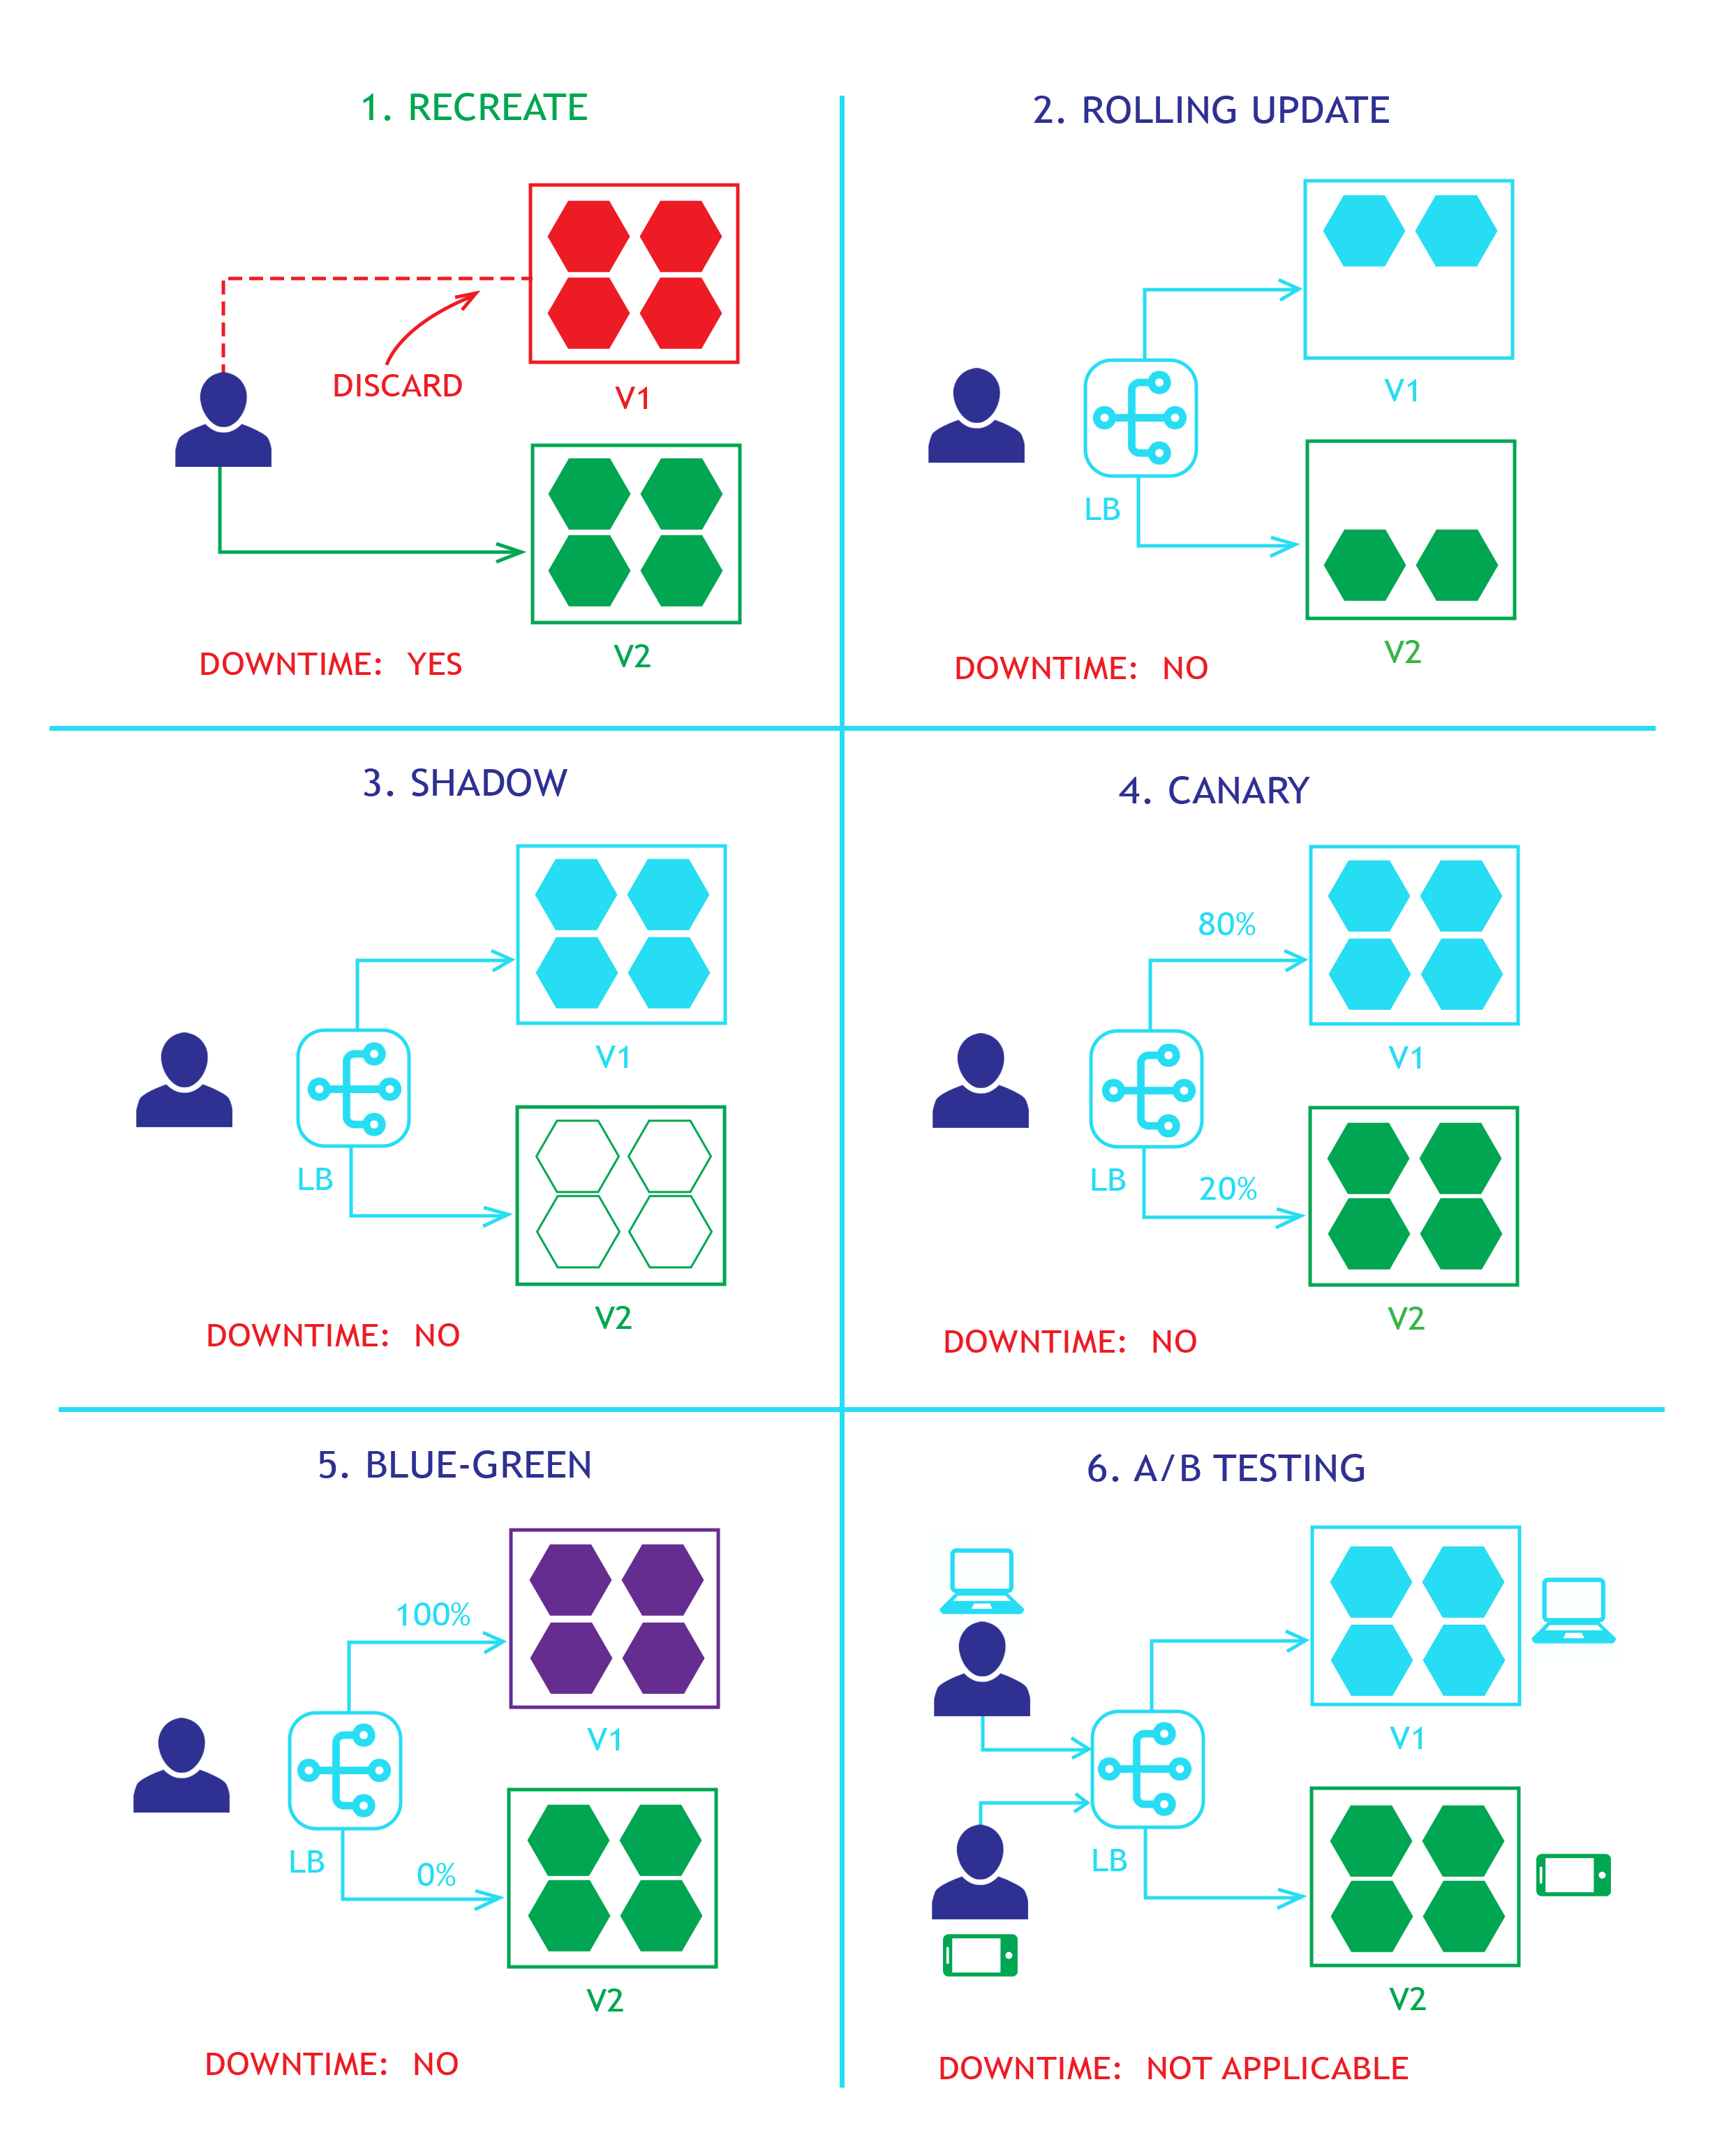 1. RECREATE
DISCARD
V1
V2
DOWNTIME: YES
2. ROLLING UPDATE
V1
LB
V2
DOWNTIME: NO
3. SHADOW
V1
LB
V2
DOWNTIME: NO
4. CANARY
80%
V1
LB
20%
V2
DOWNTIME: NO
5. BLUE-GREEN
100%
V1
LB
0%
V2
DOWNTIME: NO
6. A/B TESTING
V1
LB
V2
DOWNTIME: NOT APPLICABLE